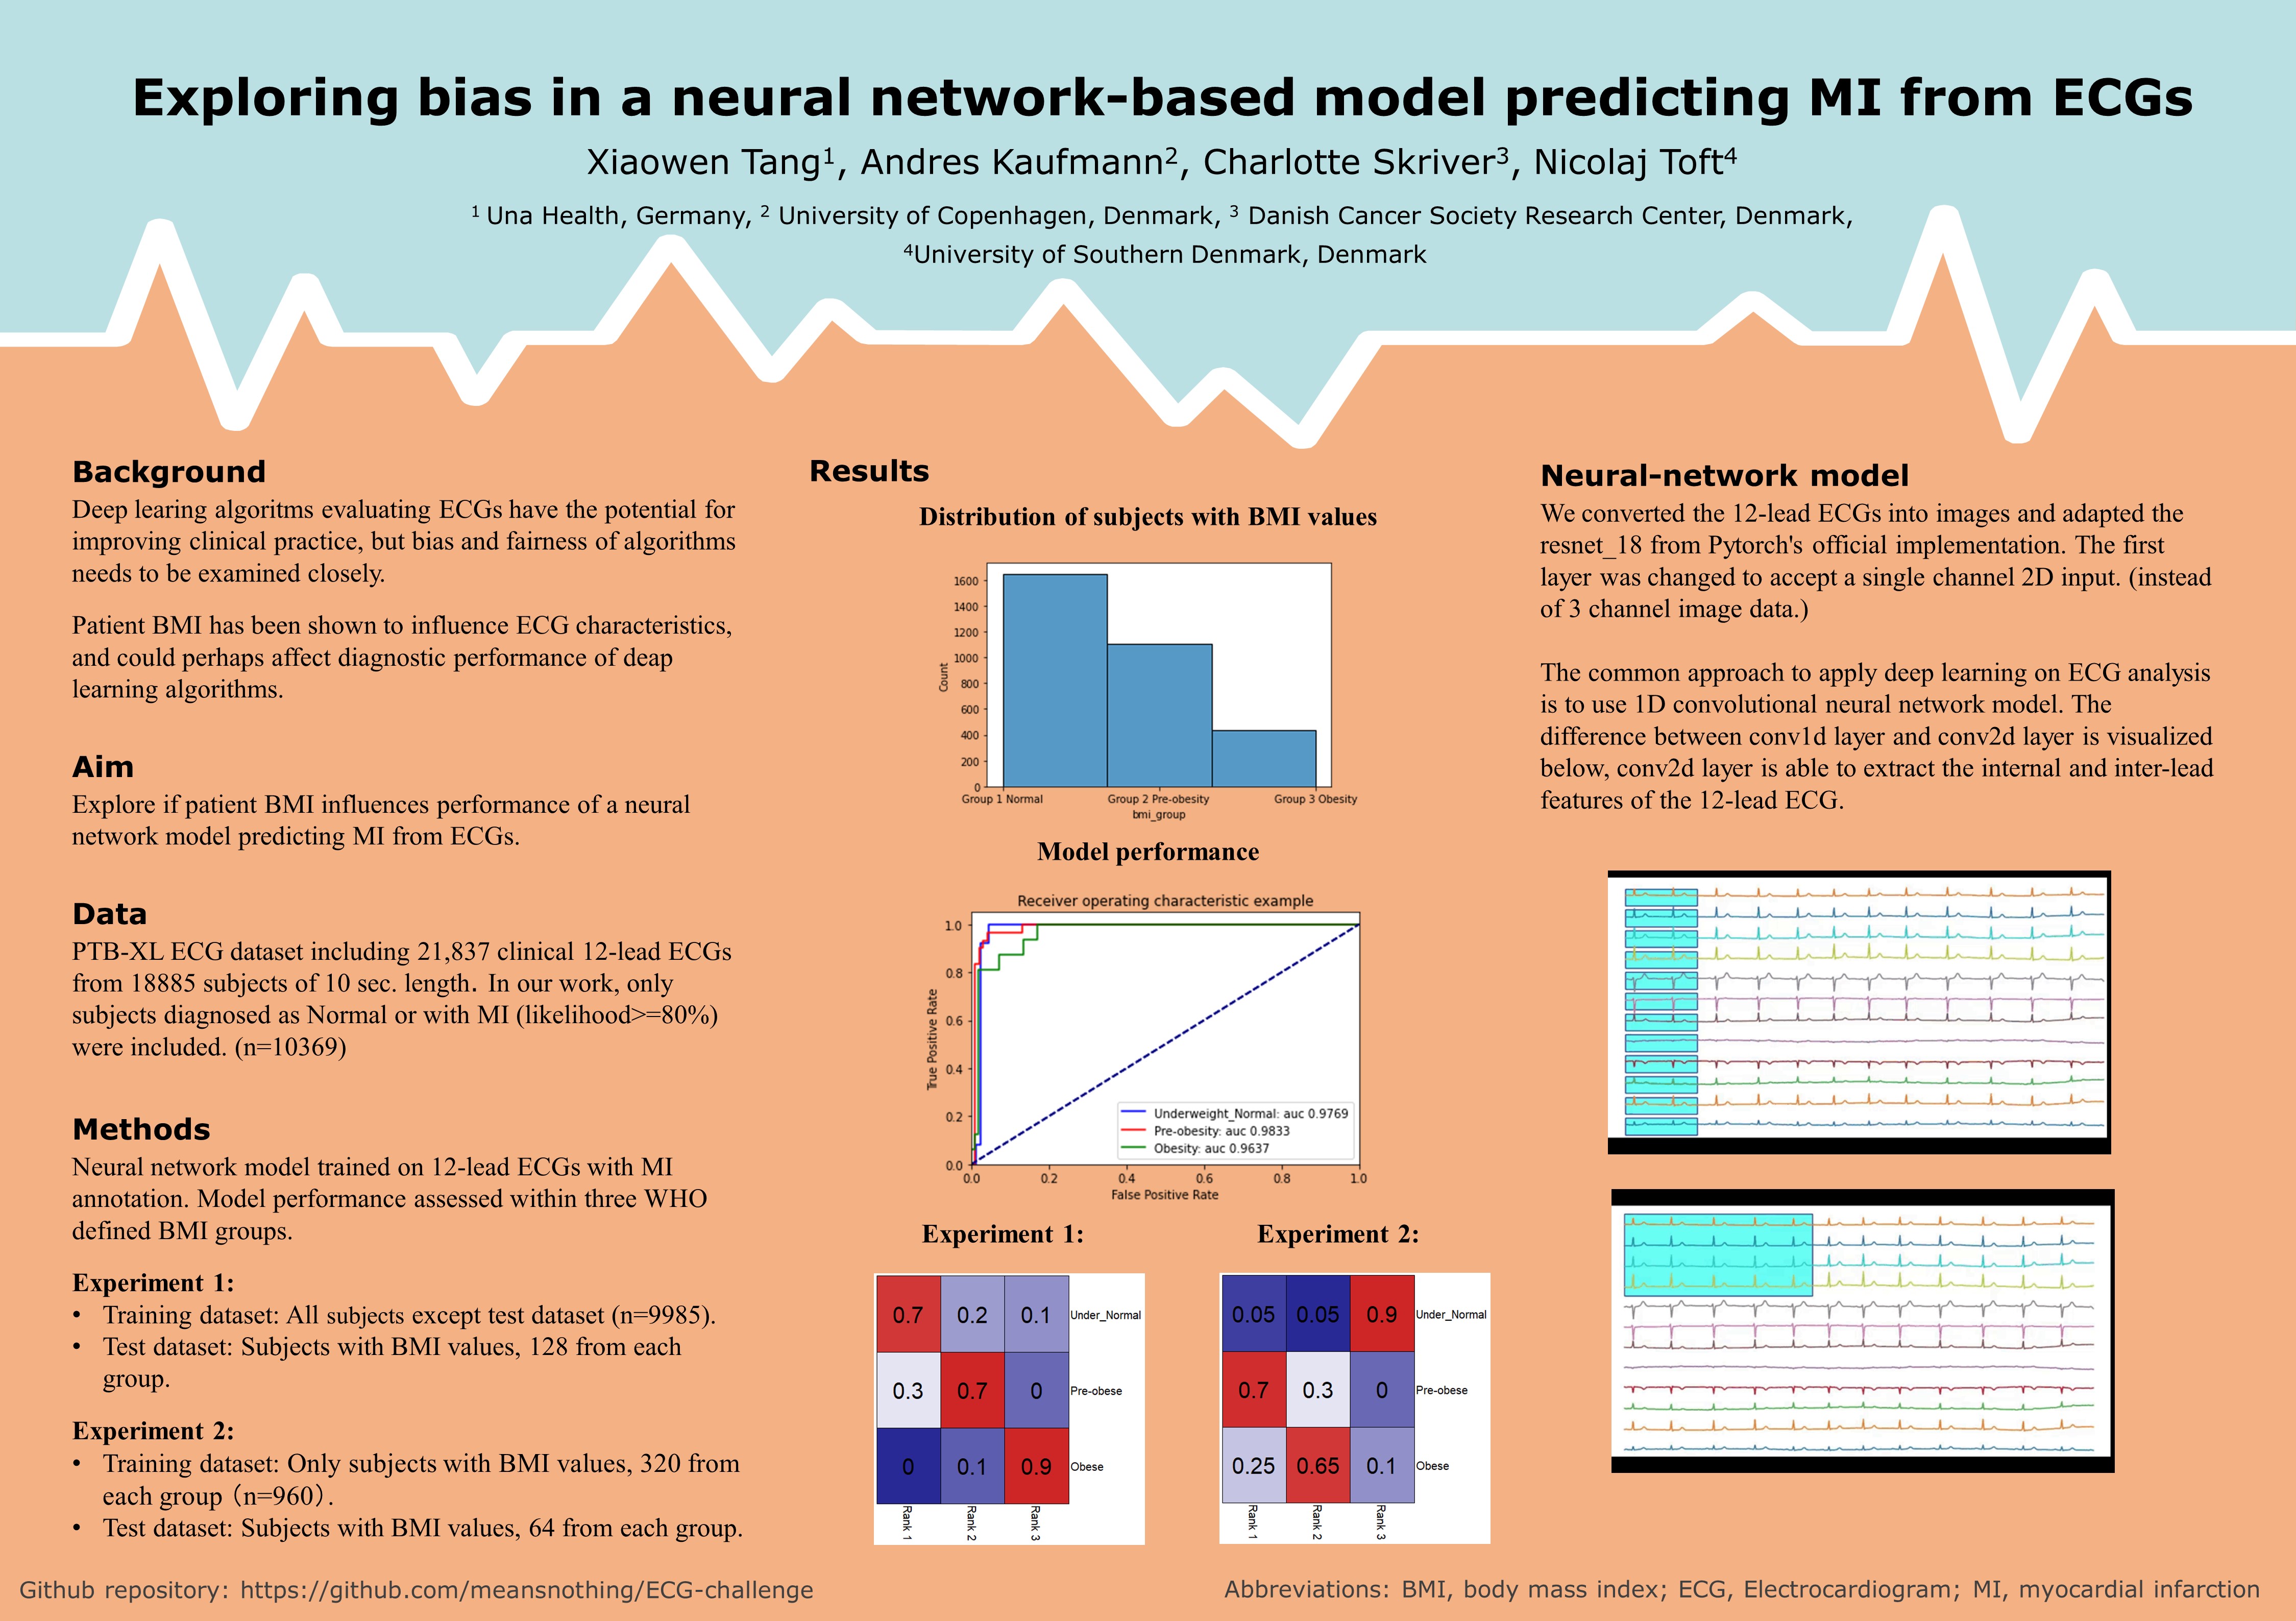 Exploring bias in a neural network-based model predicting MI from ECGs
Xiaowen Tang1, Andres Kaufmann2, Charlotte Skriver3, Nicolaj Toft4
1 Una Health, Germany, 2 University of Copenhagen, Denmark, 3 Danish Cancer Society Research Center, Denmark,
4University of Southern Denmark, Denmark
Background
Deep learing algoritms evaluating ECGs have the potential for
improving clinical practice, but bias and fairness of algorithms
needs to be examined closely.
Patient BMI has been shown to influence ECG characteristics,
and could perhaps affect diagnostic performance of deap
learning algorithms.
Aim
Explore if patient BMI influences performance of a neural
network model predicting MI from ECGs.
Data
PTB-XL ECG dataset including 21,837 clinical 12-lead ECGs
from 18885 subjects of 10 sec. length. In our work, only
subjects diagnosed as Normal or with MI (likelihood>=80%)
were included. (n=10369)
Methods
Neural network model trained on 12-lead ECGs with MI
annotation. Model performance assessed within three WHO
defined BMI groups.
Experiment 1:
• Training dataset: All subjects except test dataset (n=9985).
• Test dataset: Subjects with BMI values, 128 from each
group.
Experiment 2:
• Training dataset: Only subjects with BMI values, 320 from
each group (n=960).
• Test dataset: Subjects with BMI values, 64 from each group.
Results
Distribution of subjects with BMI values
1600
1400
1200
1000
800
600
400
200
0
Count
Group 1 Normal Group 2 Pre-obesity Group 3 Obesity
bmi_group
Model performance
Receiver operating characteristic example
1.0
0.8
0.6
0.4
0.2
0.0
True Positive Rate
Underweight_Normal: auc 0.9769
Pre-obesity: auc 0.9833
Obesity: auc 0.9637
0.0 0.2 0.4 0.6 0.8 1.0
False Positive Rate
Experiment 1:
0.7 0.2 0.1 Under_Normal
0.3 0.7 0 Pre-obese
0 0.1 0.9 Obese
Rank 1 Rank 2 Rank 3
Experiment 2:
0.05 0.05 0.9 Under_Normal
0.7 0.3 0 Pre-obese
0.25 0.65 0.1 Obese
Rank 1 Rank 2 Rank 3
Neural-network model
We converted the 12-lead ECGs into images and adapted the
resnet_18 from Pytorch's official implementation. The first
layer was changed to accept a single channel 2D input. (instead
of 3 channel image data.)
The common approach to apply deep learning on ECG analysis
is to use 1D convolutional neural network model. The
difference between conv1d layer and conv2d layer is visualized
below, conv2d layer is able to extract the internal and inter-lead
features of the 12-lead ECG.
Github repository: https://github.com/meansnothing/ECG-challenge
Abbreviations: BMI, body mass index; ECG, Electrocardiogram; MI, myocardial infarction